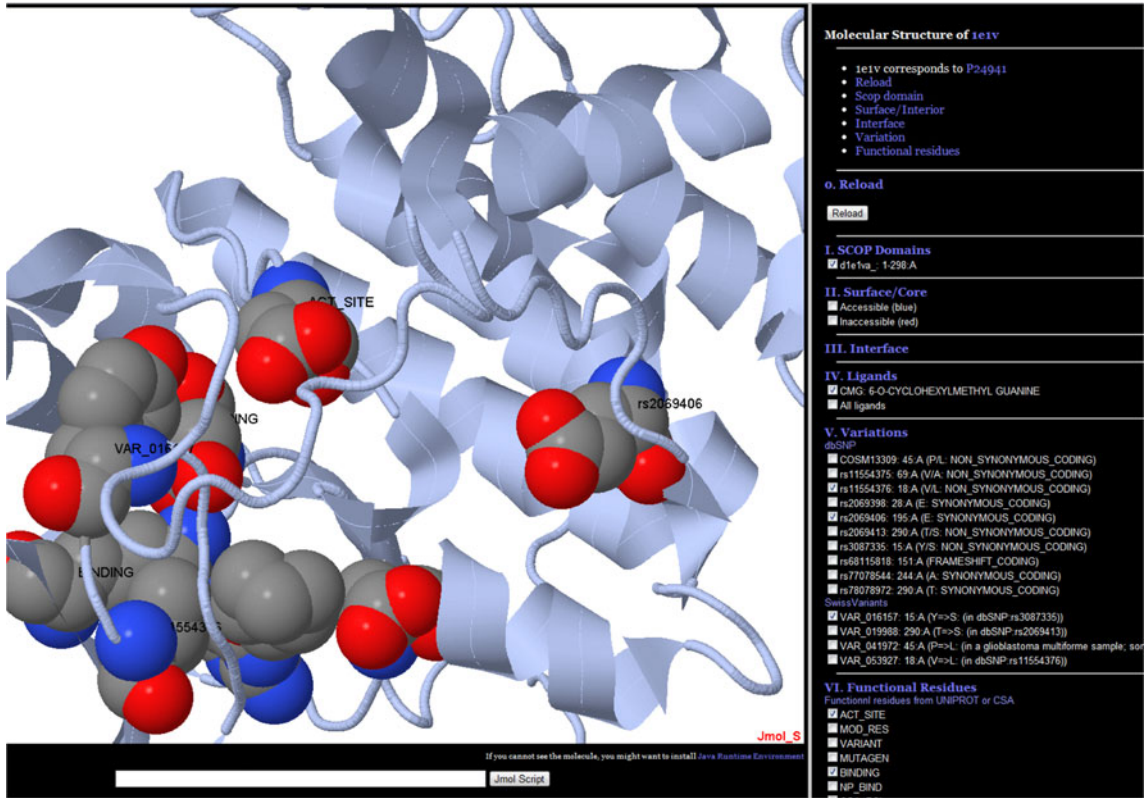 ACT_SITE
rs2069406
VAR_016
BINDING
Jmol_S
If you cannot see the molecule, you might want to install Java Runtime Environment
Jmol Script
Molecular Structure of 1e1v
• 1e1v corresponds to P24941
• Reload
• Scop domain
• Surface/Interior
• Interface
• Variation
• Functional residues
0. Reload
Reload
I. SCOP Domains
d1e1va_: 1-298:A
II. Surface/Core
Accessible (blue)
Inaccessible (red)
III. Interface
IV. Ligands
CMG: 6-O-CYCLOHEXYLMETHYL GUANINE
All ligands
V. Variations
dbSNP
COSM13309: 45:A (P/L: NON_SYNONYMOUS_CODING)
rs11554375: 69:A (V/A: NON_SYNONYMOUS_CODING)
rs11554376: 18:A (V/L: NON_SYNONYMOUS_CODING)
rs2069398: 28:A (E: SYNONYMOUS_CODING)
rs2069406: 195:A (E: SYNONYMOUS_CODING)
rs2069413: 290:A (T/S: NON_SYNONYMOUS_CODING)
rs3087335: 15:A (Y/S: NON_SYNONYMOUS_CODING)
rs68115818: 151:A (FRAMESHIFT_CODING)
rs77078544: 244:A (A: SYNONYMOUS_CODING)
rs78078972: 290:A (T: SYNONYMOUS_CODING)
SwissVariants
VAR_016157: 15:A (Y=>S: (in dbSNP:rs3087335))
VAR_019988: 290:A (T=>S: (in dbSNP:rs2069413))
VAR_041972: 45:A (P=>L: (in a glioblastoma multiforme sample; sor
VAR_053927: 18:A (V=>L: (in dbSNP:rs11554376))
VI. Functional Residues
Functionnl residues from UNIPROT or CSA
ACT_SITE
MOD_RES
VARIANT
MUTAGEN
BINDING
NP_BIND